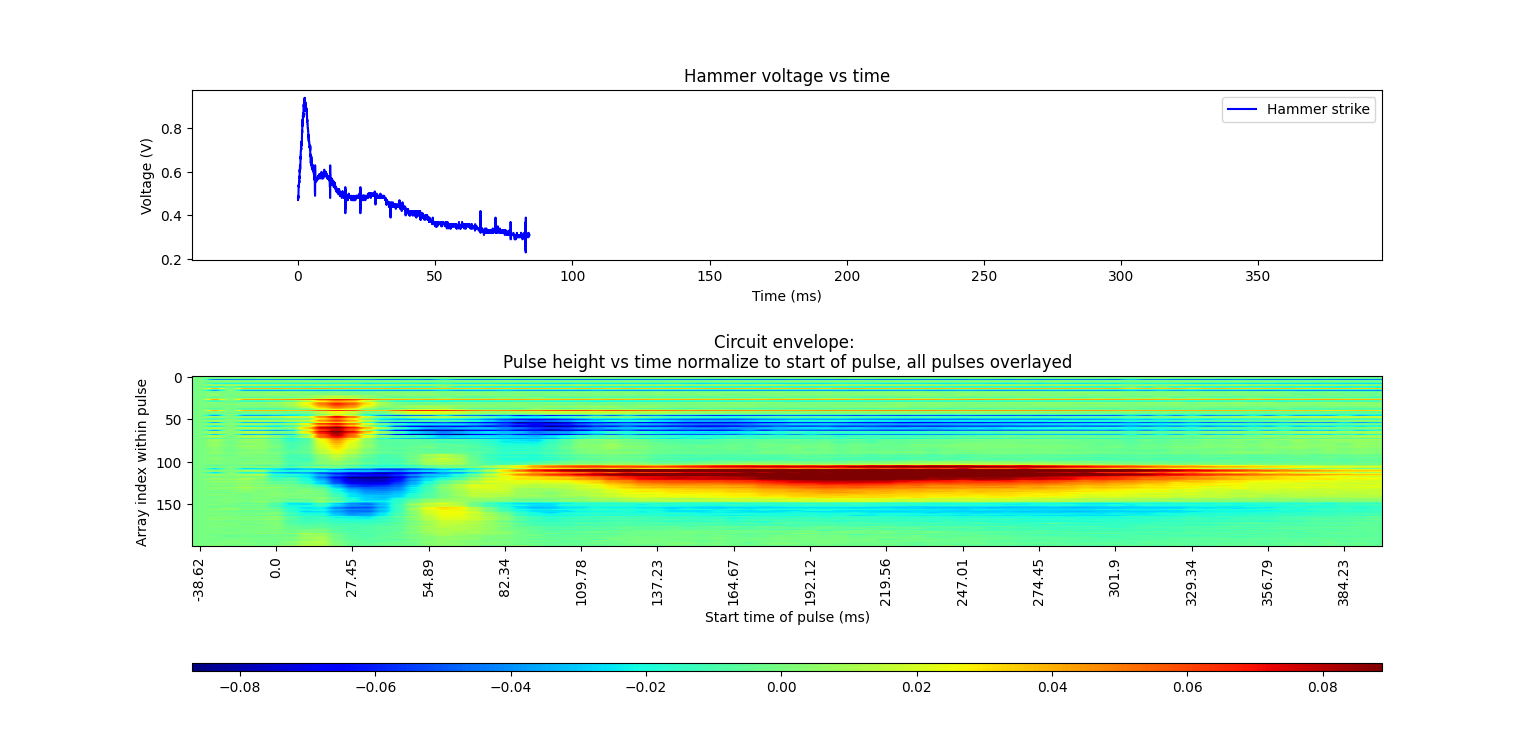 Hammer voltage vs time
Hammer strike
Voltage (V)
0.8
0.6
0.4
0.2
0 50 100 150 200 250 300 350
Time (ms)
Circuit envelope:
Pulse height vs time normalize to start of pulse, all pulses overlayed
Array index within pulse
0
50
100
150
-38.62 0.0 27.45 54.89 82.34 109.78 137.23 164.67 192.12 219.56 247.01 274.45 301.9 329.34 356.79 384.23
Start time of pulse (ms)
−0.08 −0.06 −0.04 −0.02 0.00 0.02 0.04 0.06 0.08